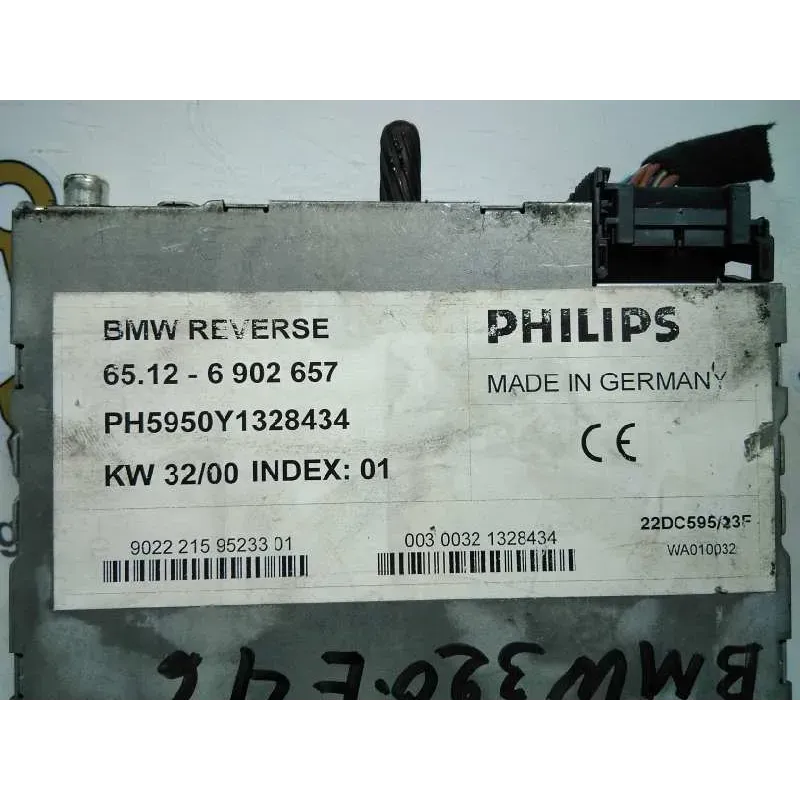 BMW REVERSE
65.12 - 6 902 657
PH5950Y1328434
KW 32/00 INDEX: 01
PHILIPS
MADE IN GERMANY
CE
9022 215 95233 01
003 0032 1328434
22DC595/23F
WA010032
BMW 320·E46